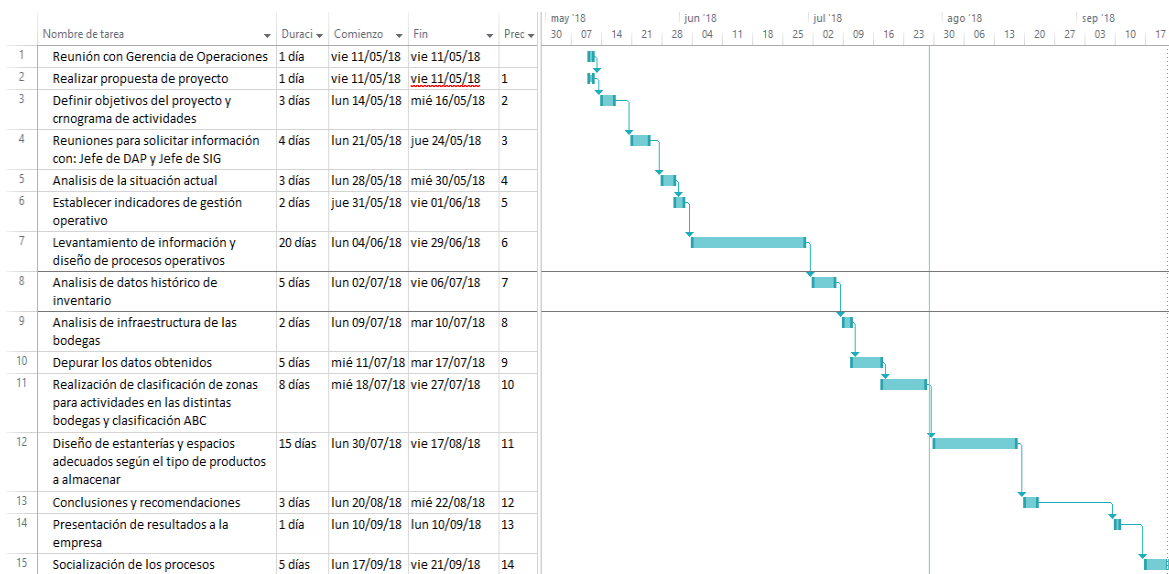 may '18 jun '18 jul '18 ago '18 sep '18
Nombre de tarea Duraci Comienzo Fin Prec 30 07 14 21 28 04 11 18 25 02 09 16 23 30 06 13 20 27 03 10 17
1 Reunión con Gerencia de Operaciones 1 día vie 11/05/18 vie 11/05/18
2 Realizar propuesta de proyecto 1 día vie 11/05/18 vie 11/05/18 1
3 Definir objetivos del proyecto y 3 días lun 14/05/18 mié 16/05/18 2
crnograma de actividades
4 Reuniones para solicitar información 4 días lun 21/05/18 jue 24/05/18 3
con: Jefe de DAP y Jefe de SIG
5 Analisis de la situación actual 3 días lun 28/05/18 mié 30/05/18 4
6 Establecer indicadores de gestión 2 días jue 31/05/18 vie 01/06/18 5
operativo
7 Levantamiento de información y 20 días lun 04/06/18 vie 29/06/18 6
diseño de procesos operativos
8 Analisis de datos histórico de 5 días lun 02/07/18 vie 06/07/18 7
inventario
9 Analisis de infraestructura de las 2 días lun 09/07/18 mar 10/07/18 8
bodegas
10 Depurar los datos obtenidos 5 días mié 11/07/18 mar 17/07/18 9
11 Realización de clasificación de zonas 8 días mié 18/07/18 vie 27/07/18 10
para actividades en las distintas
bodegas y clasificación ABC
12 Diseño de estanterías y espacios 15 días lun 30/07/18 vie 17/08/18 11
adecuados según el tipo de productos
a almacenar
13 Conclusiones y recomendaciones 3 días lun 20/08/18 mié 22/08/18 12
14 Presentación de resultados a la 1 día lun 10/09/18 lun 10/09/18 13
empresa
15 Socialización de los procesos 5 días lun 17/09/18 vie 21/09/18 14